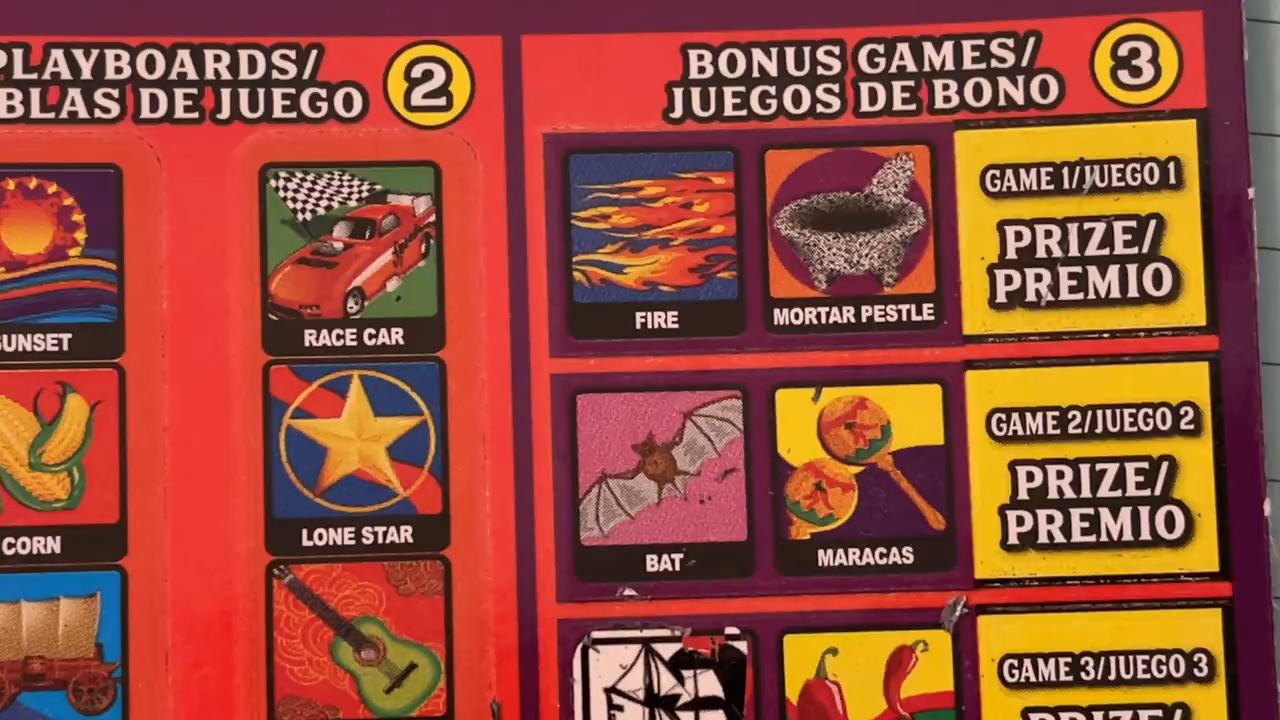 PLAYBOARDS/
BLAS DE JUEGO
2
SUNSET
CORN
RACE CAR
LONE STAR
BONUS GAMES/
JUEGOS DE BONO
3
FIRE
MORTAR PESTLE
GAME 1/JUEGO 1
PRIZE/
PREMIO
BAT
MARACAS
GAME 2/JUEGO 2
PRIZE/
PREMIO
GAME 3/JUEGO 3
PRIZE/